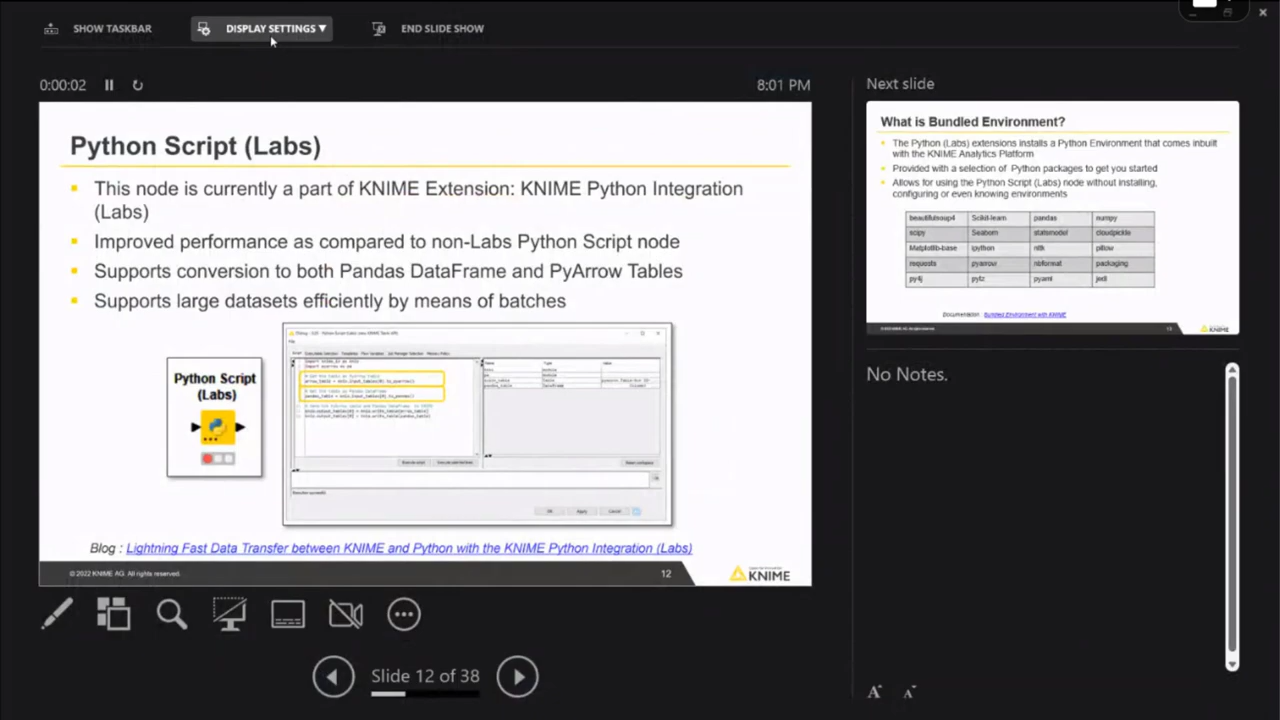 SHOW TASKBAR
DISPLAY SETTINGS ▼
END SLIDE SHOW
0:00:02
8:01 PM
Python Script (Labs)
This node is currently a part of KNIME Extension: KNIME Python Integration
(Labs)
Improved performance as compared to non-Labs Python Script node
Supports conversion to both Pandas DataFrame and PyArrow Tables
Supports large datasets efficiently by means of batches
Python Script
(Labs)
OK
Apply
Cancel
Blog : Lightning Fast Data Transfer between KNIME and Python with the KNIME Python Integration (Labs)
© 2022 KNIME AG. All rights reserved.
12
KNIME
Slide 12 of 38
Next slide
What is Bundled Environment?
The Python (Labs) extensions installs a Python Environment that comes inbuilt
with the KNIME Analytics Platform
Provided with a selection of Python packages to get you started
Allows for using the Python Script (Labs) node without installing,
configuring or even knowing environments
beautifulsoup4 Scikit-learn pandas numpy
scipy Seaborn statsmodel cloudpickle
Matplotlib-base ipython nltk pillow
requests pyarrow nbformat packaging
py4j pytz pyaml jedi
Documentation : Bundled Environment with KNIME
13
KNIME
No Notes.
A
A